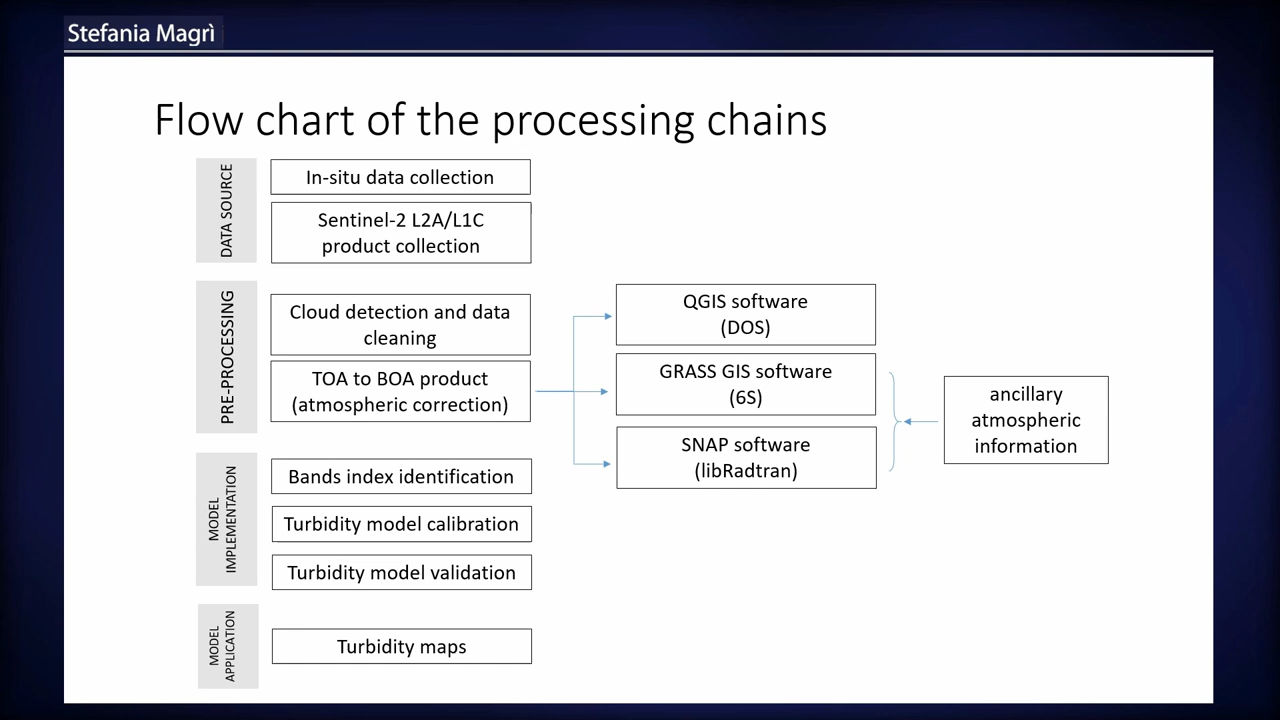 Stefania Magrì
Flow chart of the processing chains
DATA SOURCE
In-situ data collection
Sentinel-2 L2A/L1C
product collection
PRE-PROCESSING
Cloud detection and data
cleaning
TOA to BOA product
(atmospheric correction)
QGIS software
(DOS)
GRASS GIS software
(6S)
SNAP software
(libRadtran)
ancillary
atmospheric
information
MODEL
IMPLEMENTATION
Bands index identification
Turbidity model calibration
Turbidity model validation
MODEL
APPLICATION
Turbidity maps